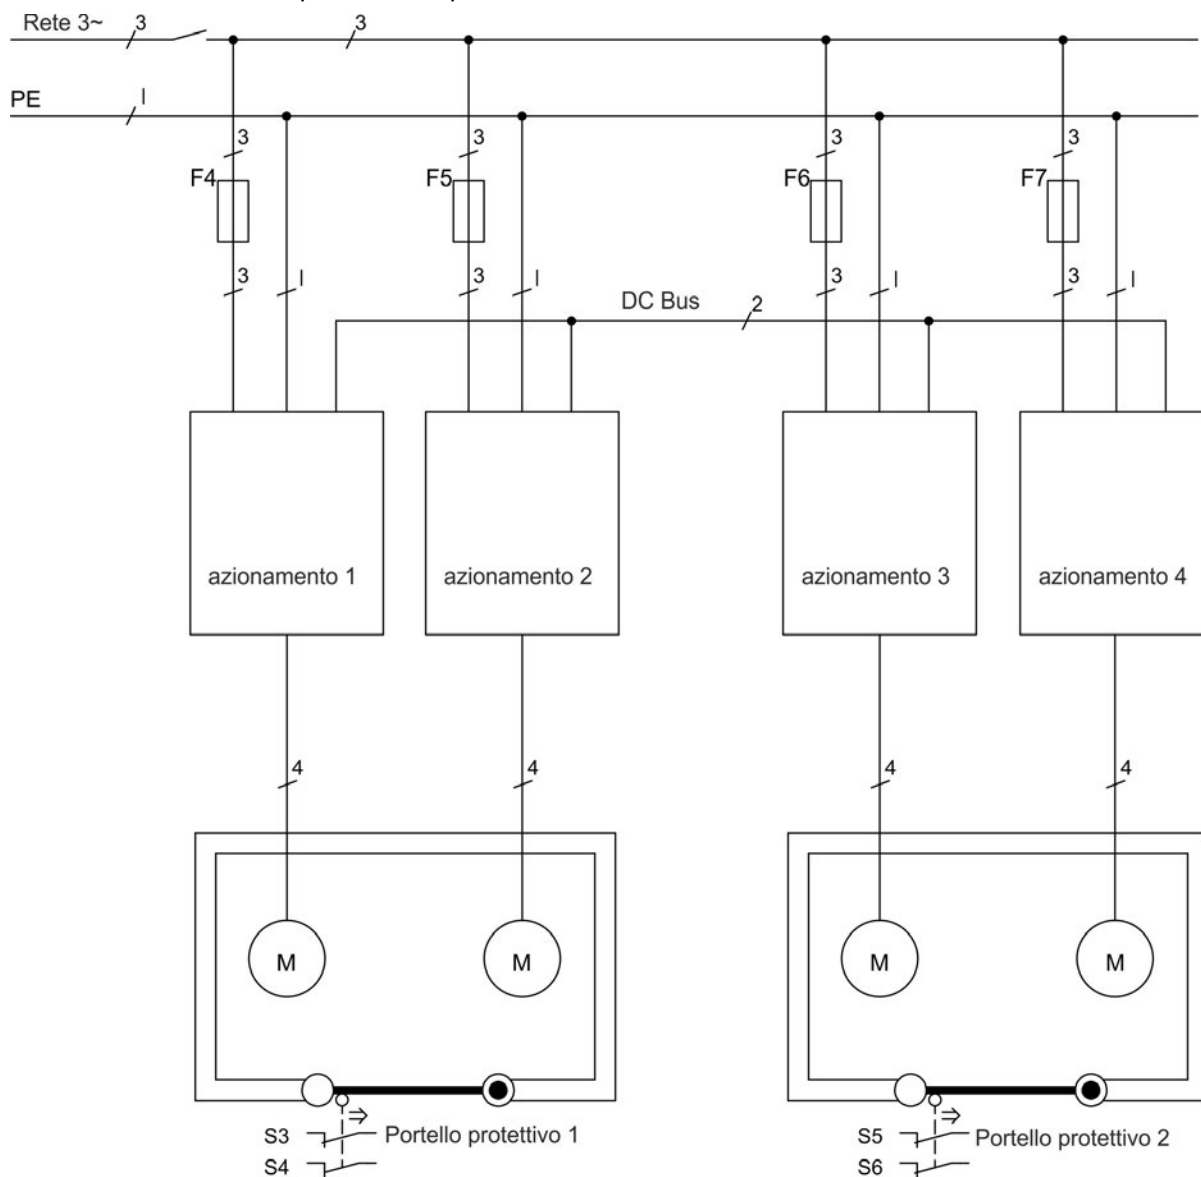 Rete 3~ 3 3
PE I
3 3 3 3
F4 F5 F6 F7
3 I 3 I 3 I 3 I
DC Bus 2
azionamento 1 azionamento 2 azionamento 3 azionamento 4
4 4 4 4
M M M M
S3 Portello protettivo 1 S5 Portello protettivo 2
S4 S6